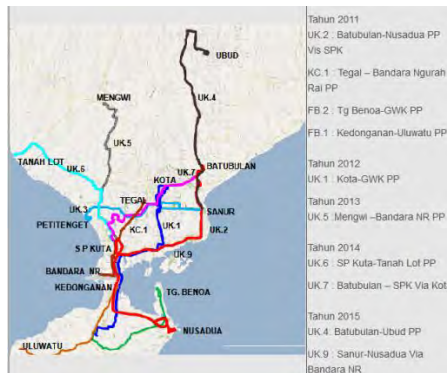 UBUD
MENGWI
UK.4
UK.5
TANAH LOT
UK.6
BATUBULAN
KOTA
UK.7
TEGAL
UK.3
SANUR
PETITENGET
KC.1
UK.1
UK.2
S.P KUTA
UK.9
BANDARA NR
KEDONGANAN
TG. BENOA
NUSADUA
ULUWATU
Tahun 2011
UK.2 : Batubulan-Nusadua PP
Vis SPK
KC.1 : Tegal – Bandara Ngurah
Rai PP
FB.2 : Tg Benoa-GWK PP
FB.1 : Kedonganan-Uluwatu PP
Tahun 2012
UK.1 : Kota-GWK PP
Tahun 2013
UK.5 :Mengwi –Bandara NR PP
Tahun 2014
UK.6 : SP Kuta-Tanah Lot PP
UK.7 : Batubulan – SPK Via Kota
Tahun 2015
UK.4: Batubulan-Ubud PP
UK.9 : Sanur-Nusadua Via
Bandara NR